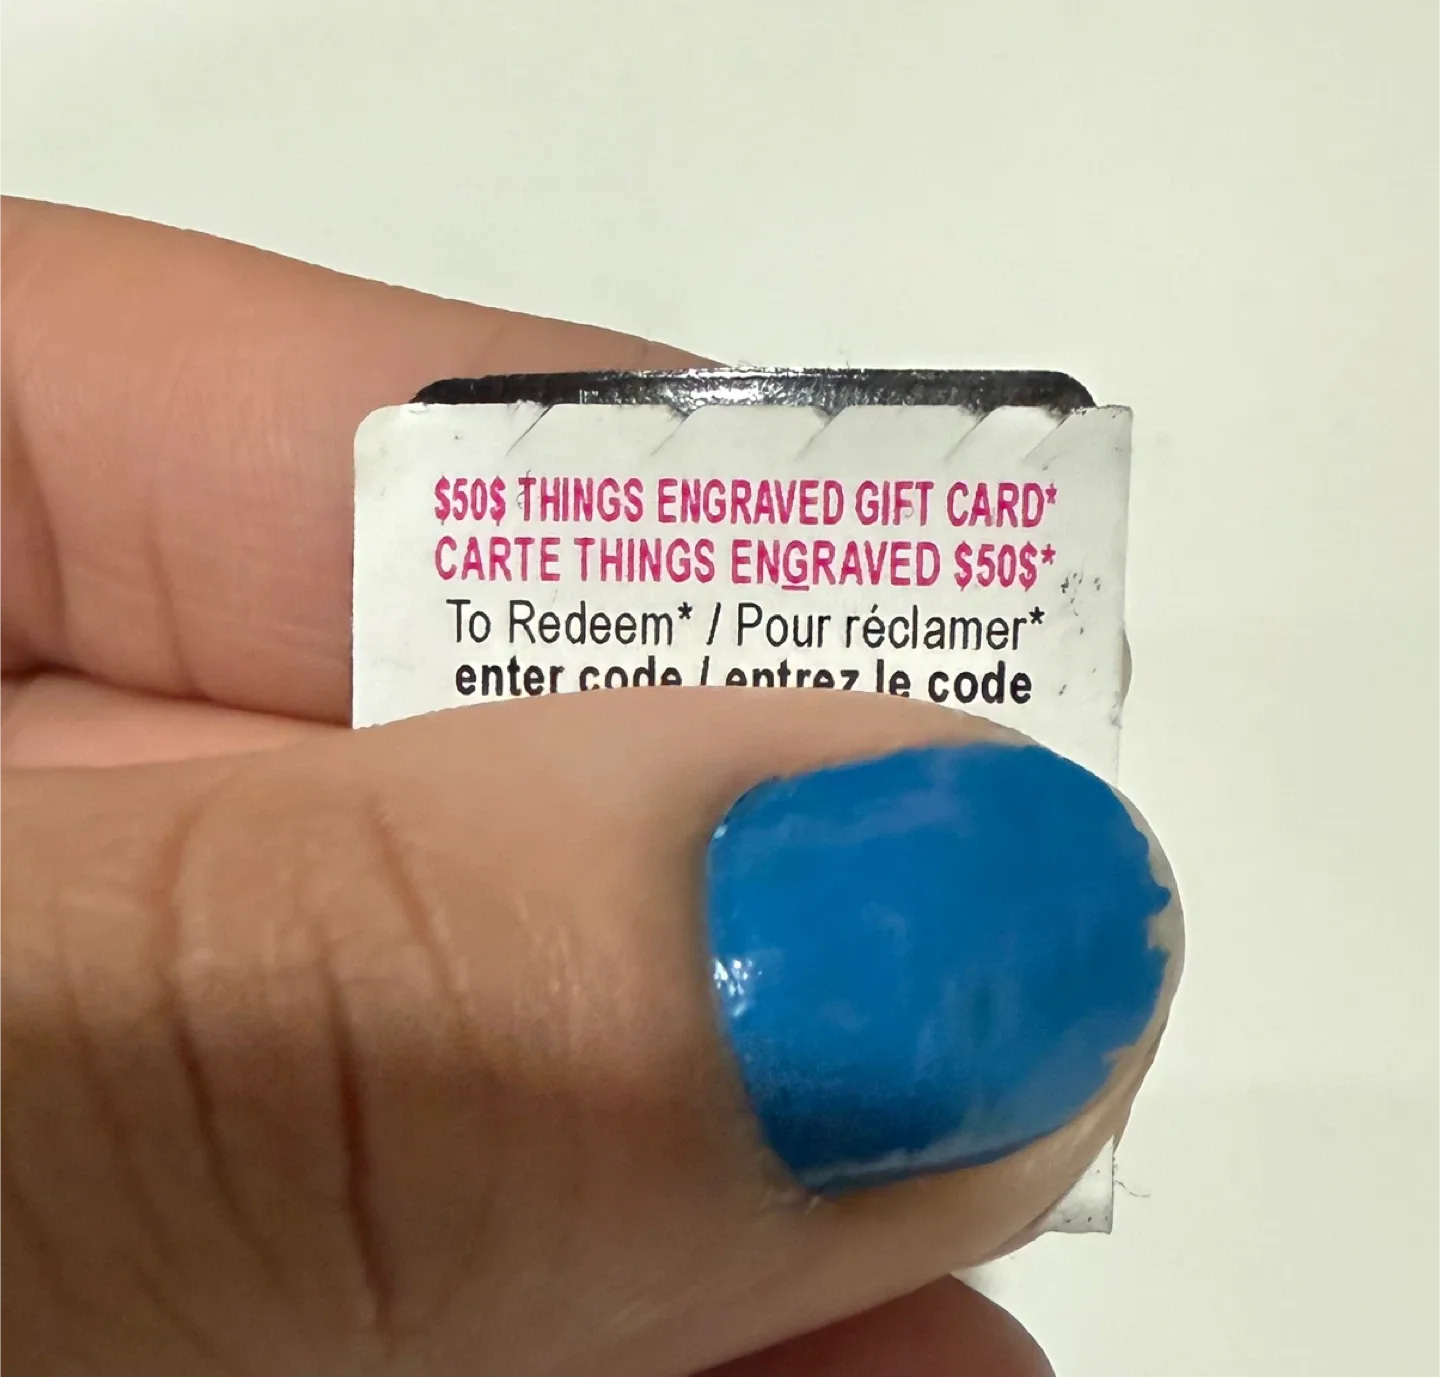 $50$ THINGS ENGRAVED GIFT CARD*
CARTE THINGS ENGRAVED $50$*
To Redeem* / Pour réclamer*
enter code / entrez le code